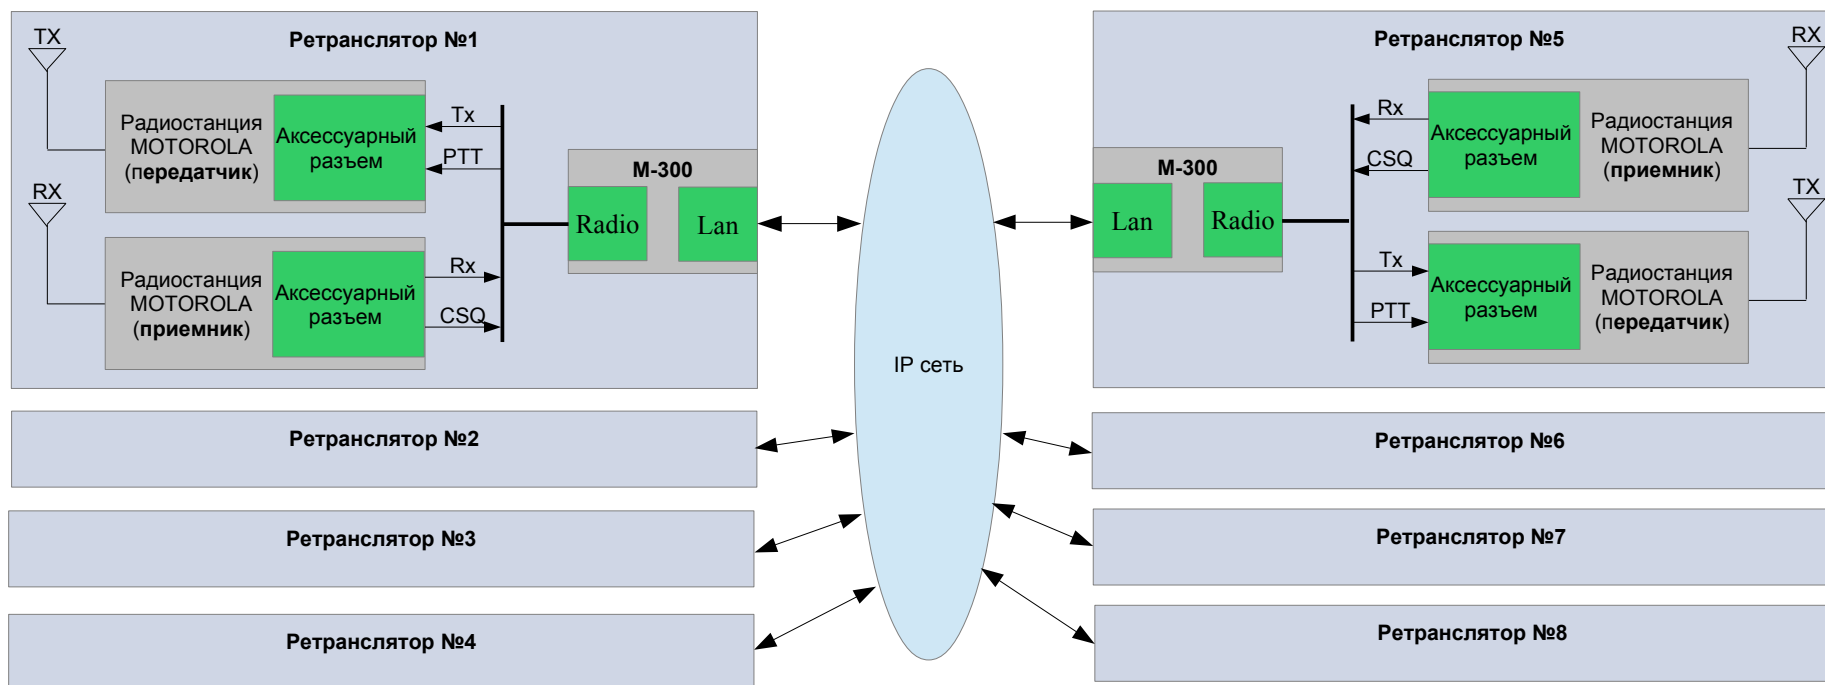 Ретранслятор №1
TX
Радиостанция
MOTOROLA
(передатчик)
Аксессуарный
разъем
Tx
PTT
RX
Радиостанция
MOTOROLA
(приемник)
Аксессуарный
разъем
Rx
CSQ
M-300
Radio
Lan
Ретранслятор №2
Ретранслятор №3
Ретранслятор №4
IP сеть
Ретранслятор №5
RX
Rx
CSQ
Аксессуарный
разъем
Радиостанция
MOTOROLA
(приемник)
M-300
Lan
Radio
TX
Tx
PTT
Аксессуарный
разъем
Радиостанция
MOTOROLA
(передатчик)
Ретранслятор №6
Ретранслятор №7
Ретранслятор №8